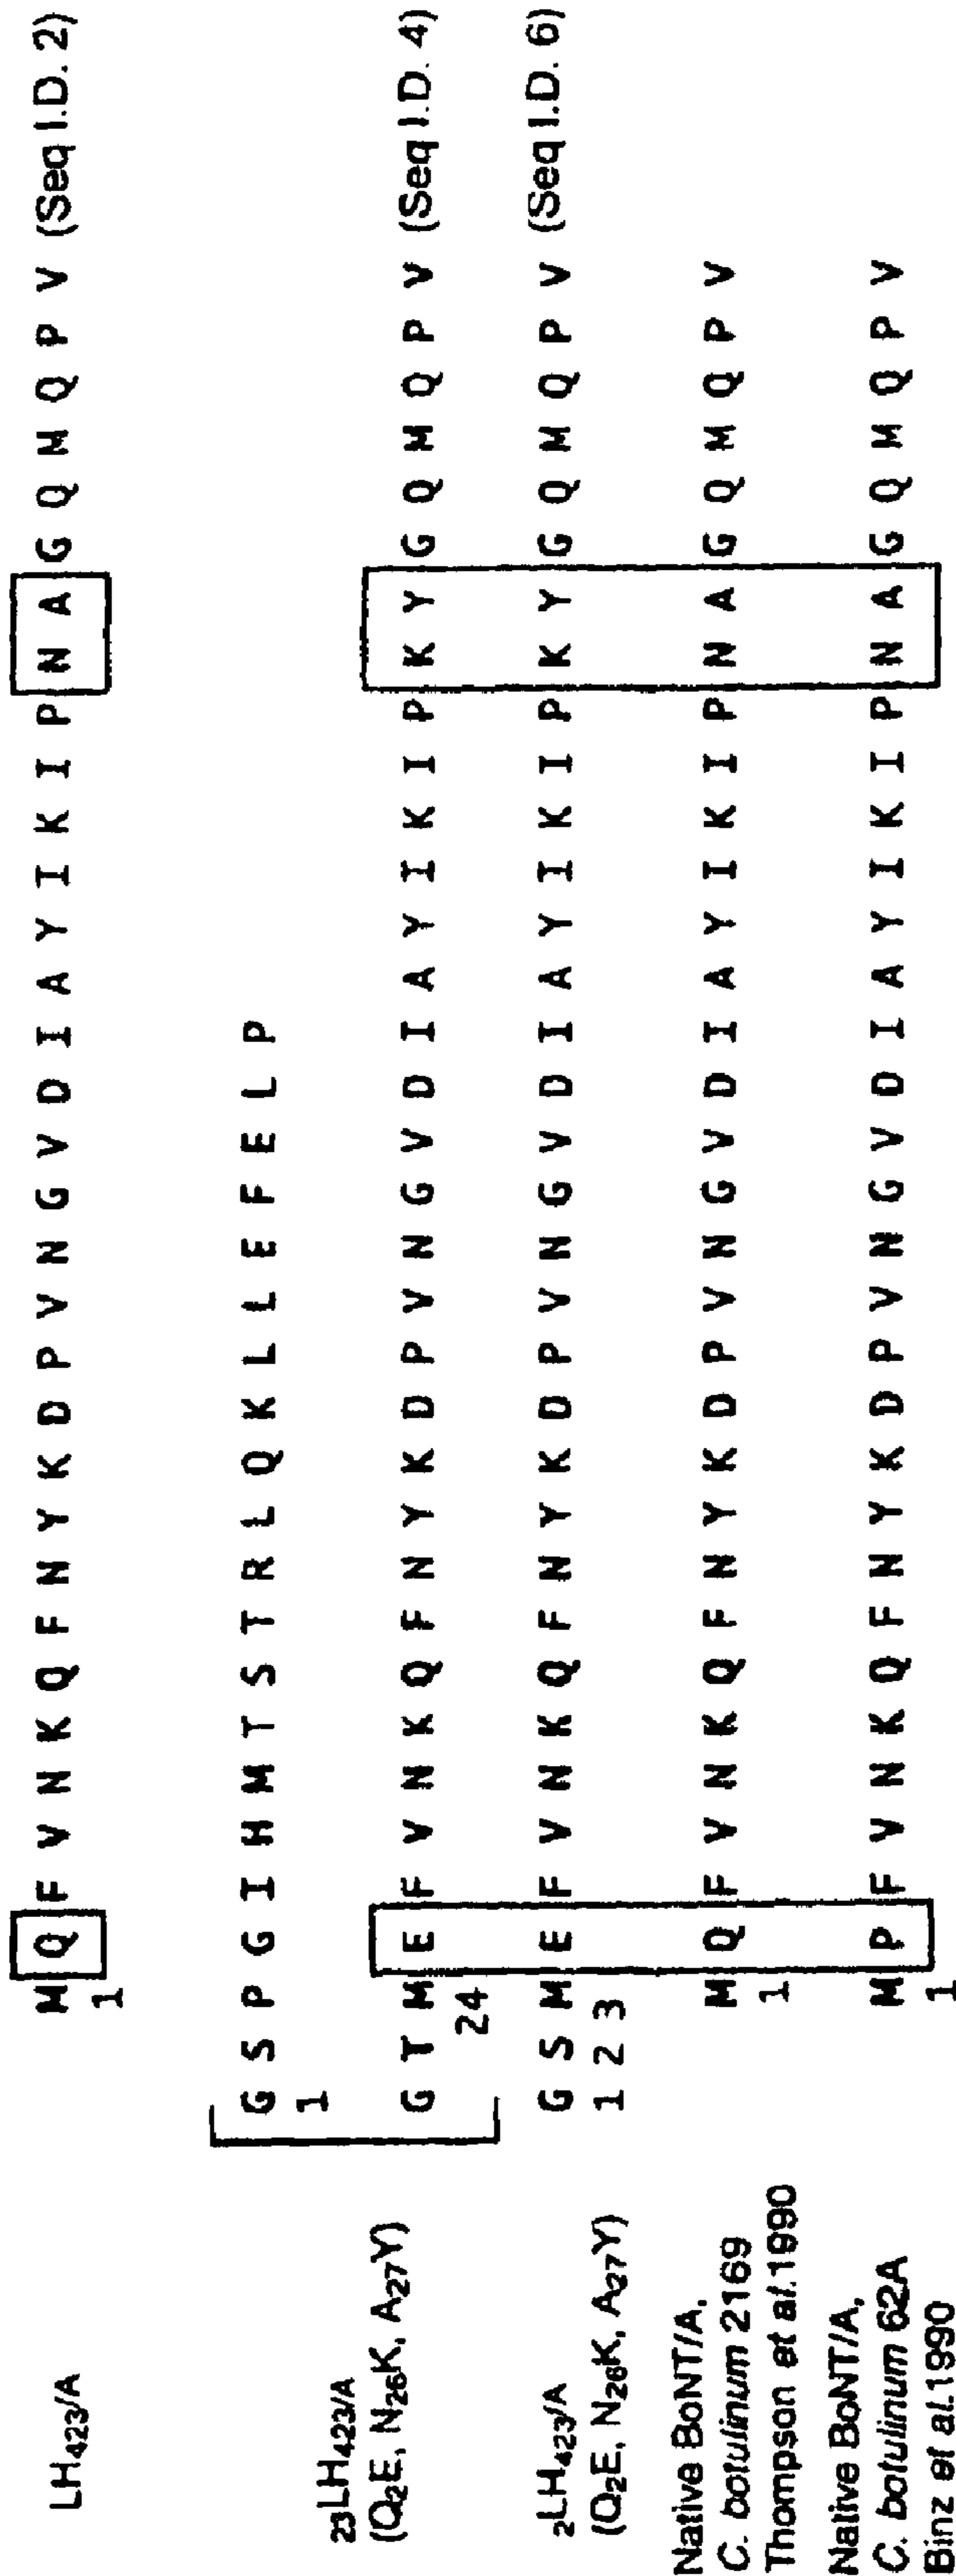 LH₄₂₃/A M Q F V N K Q F N Y K D P V N G V D I A Y I K I P N A G Q M Q P V (Seq I.D. 2)
1
G S P G I H M T S T R L Q K L L E F E L P
1
₂₃LH₄₂₃/A
(Q₂E, N₂₆K, A₂₇Y) G T M E F V N K Q F N Y K D P V N G V D I A Y I K I P K Y G Q M Q P V (Seq I.D. 4)
24
₂LH₄₂₃/A G S M E F V N K Q F N Y K D P V N G V D I A Y I K I P K Y G Q M Q P V (Seq I.D. 6)
(Q₂E, N₂₆K, A₂₇Y) 1 2 3
Native BoNT/A,
C. botulinum 2169 M Q F V N K Q F N Y K D P V N G V D I A Y I K I P N A G Q M Q P V
Thompson et al.1990 1
Native BoNT/A,
C. botulinum 62A M P F V N K Q F N Y K D P V N G V D I A Y I K I P N A G Q M Q P V
Binz et al.1990 1